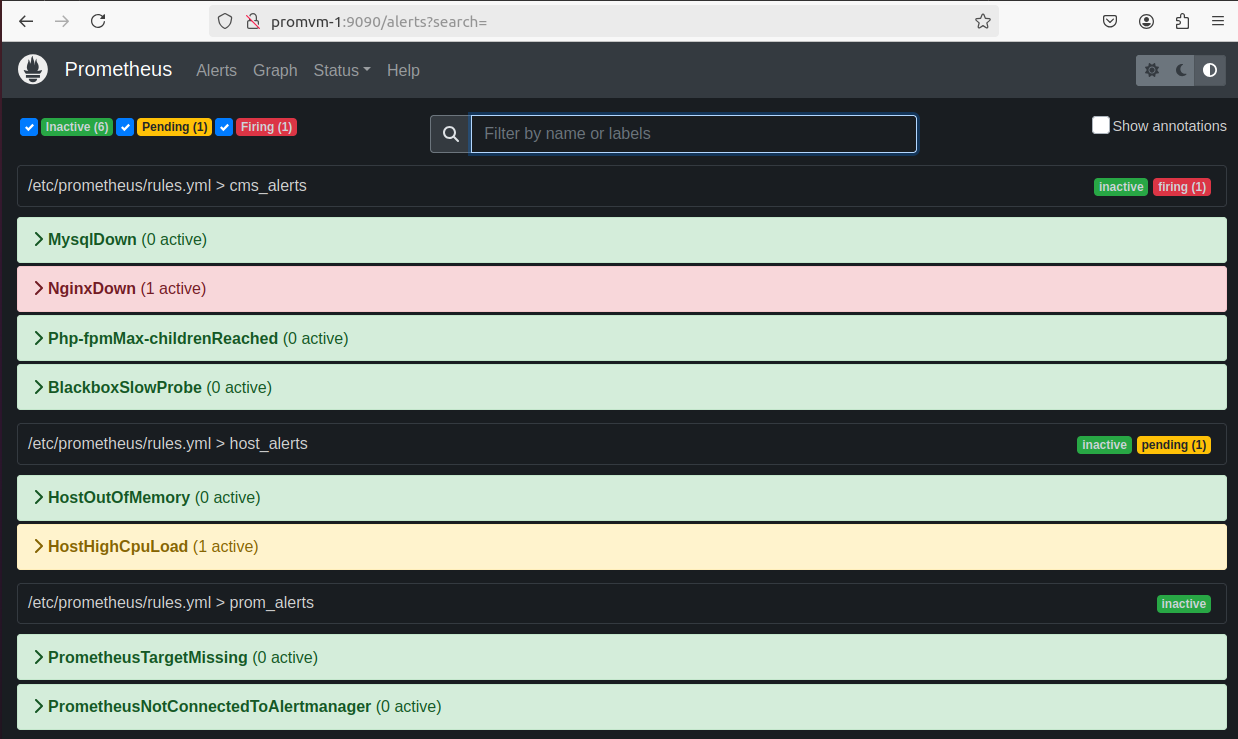 promvm-1:9090/alerts?search=
Prometheus Alerts Graph Status Help
Inactive (6) Pending (1) Firing (1) Filter by name or labels Show annotations
/etc/prometheus/rules.yml > cms_alerts inactive firing (1)
MysqlDown (0 active)
NginxDown (1 active)
Php-fpmMax-childrenReached (0 active)
BlackboxSlowProbe (0 active)
/etc/prometheus/rules.yml > host_alerts inactive pending (1)
HostOutOfMemory (0 active)
HostHighCpuLoad (1 active)
/etc/prometheus/rules.yml > prom_alerts inactive
PrometheusTargetMissing (0 active)
PrometheusNotConnectedToAlertmanager (0 active)